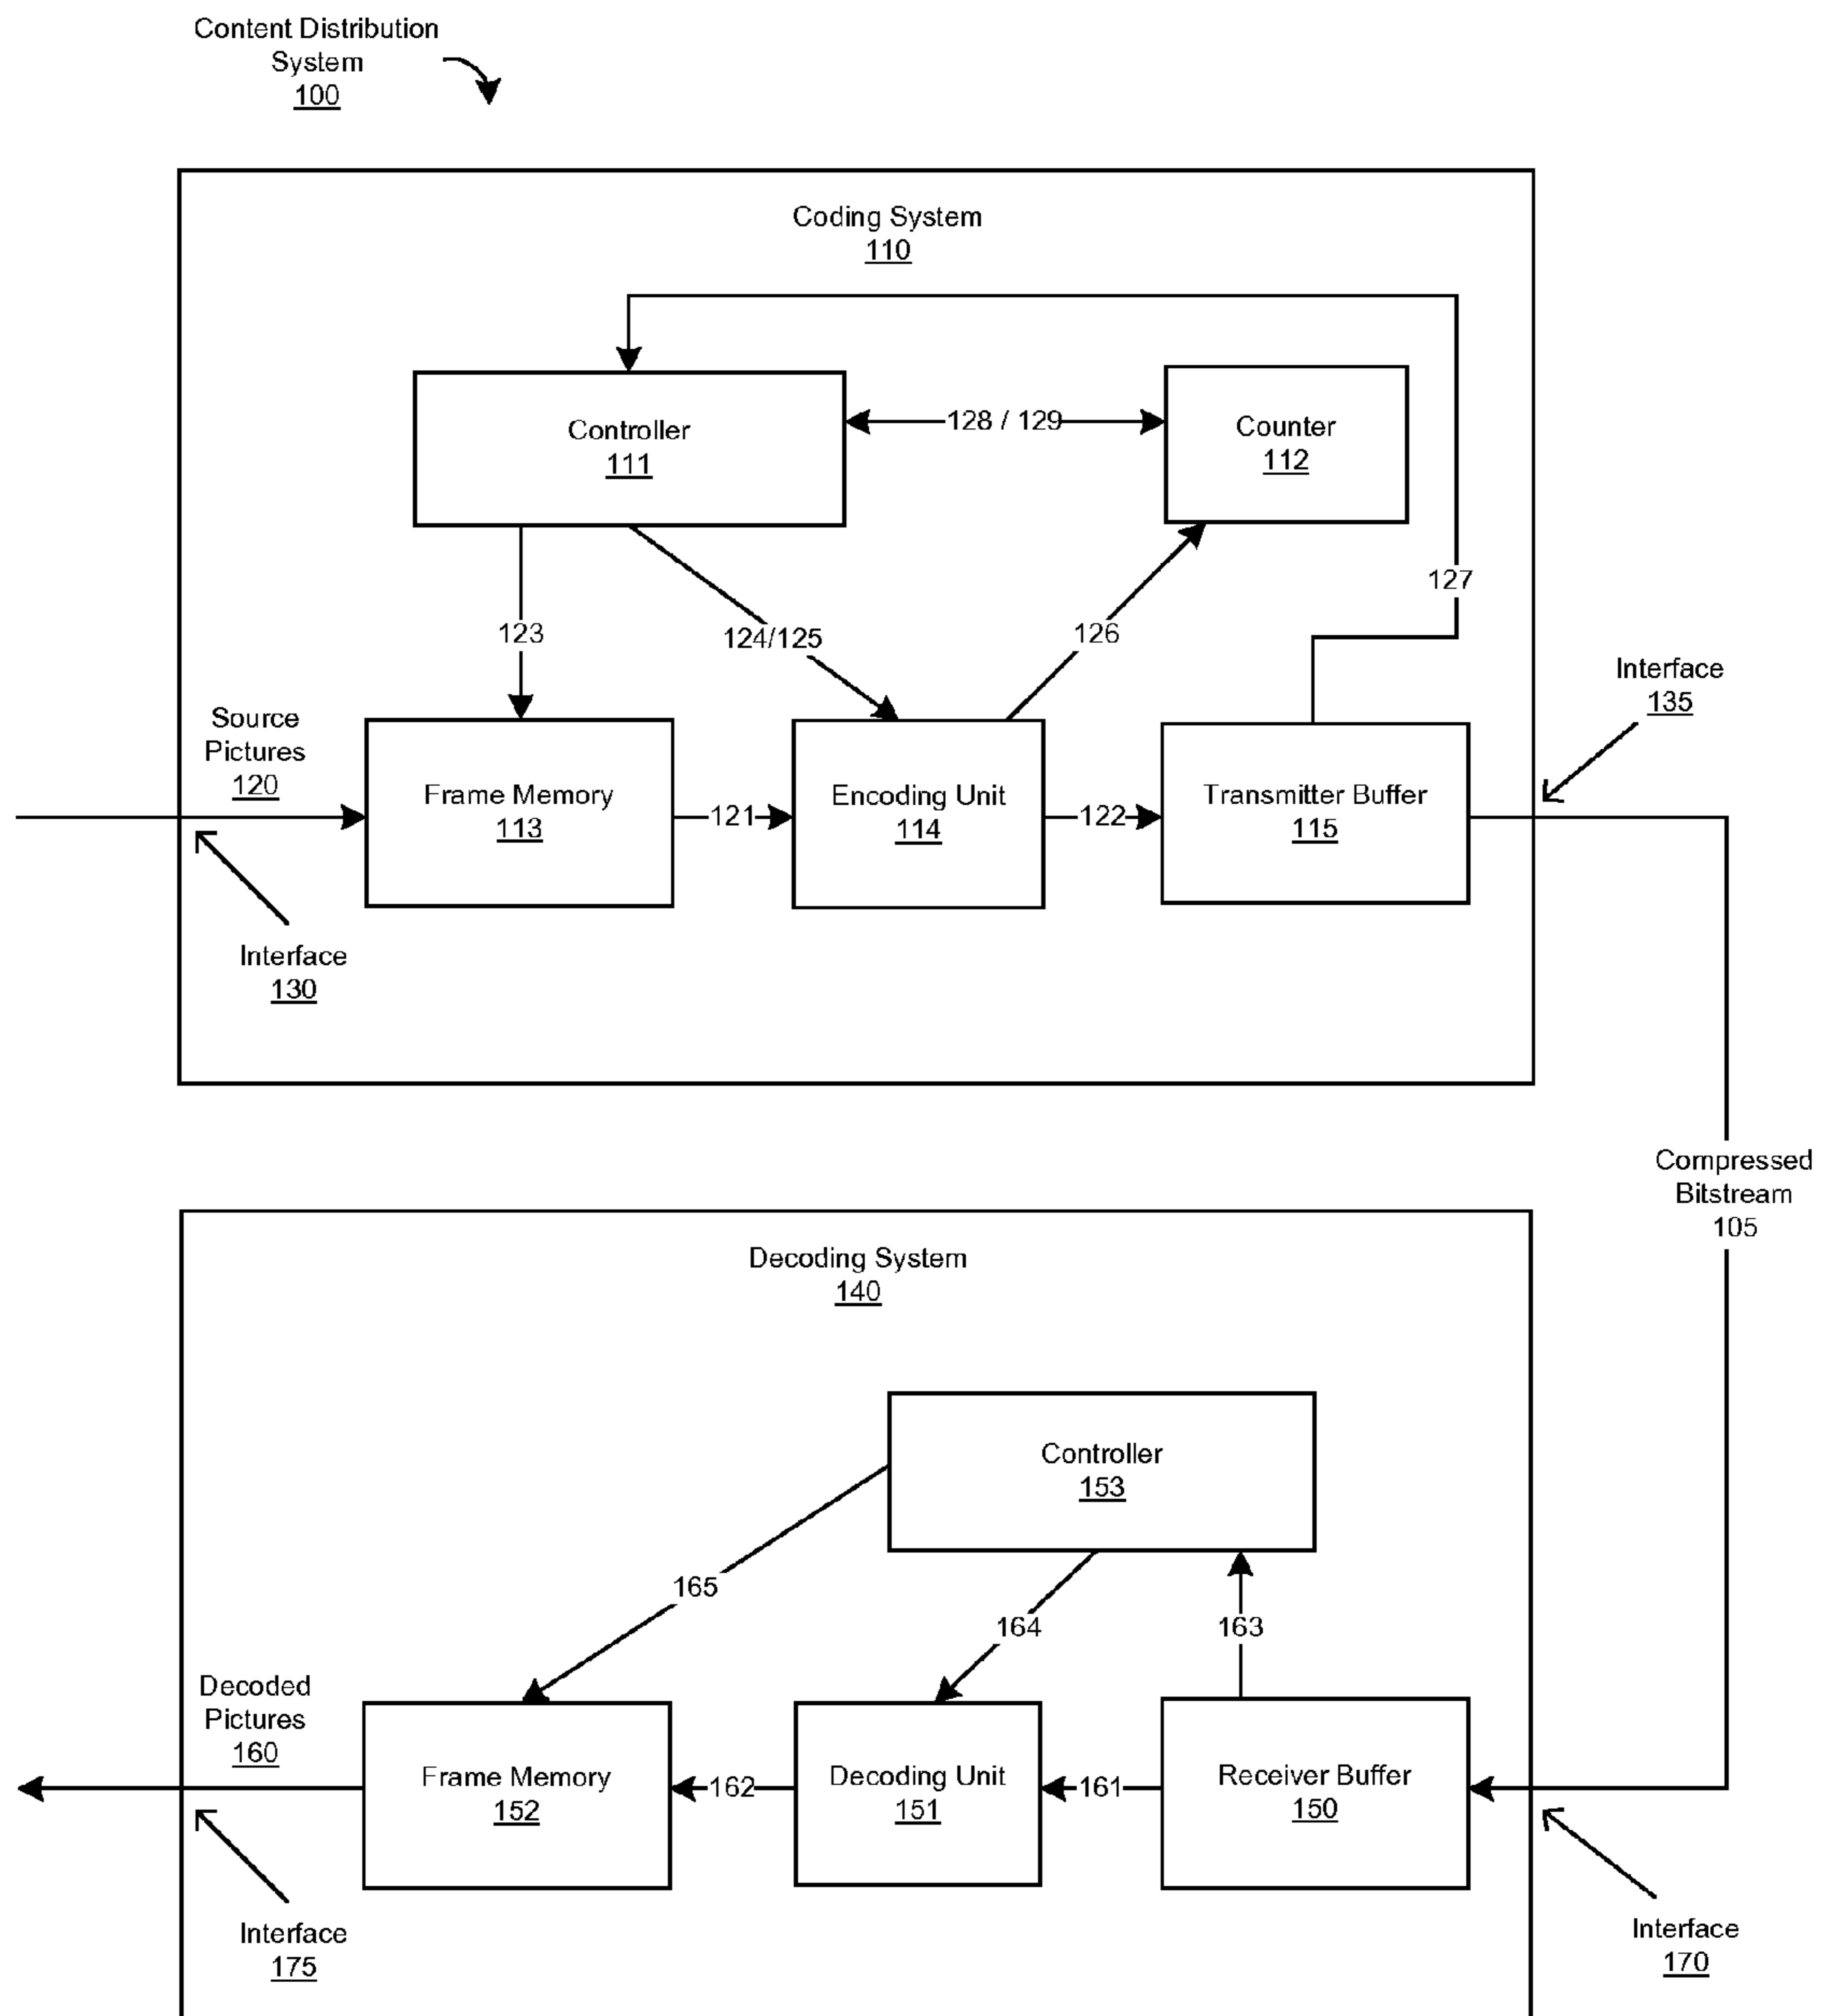 Content Distribution
System
100
Coding System
110
Controller
111
128 / 129
Counter
112
127
123
124/125
126
Interface
135
Source
Pictures
120
Frame Memory
113
121
Encoding Unit
114
122
Transmitter Buffer
115
Interface
130
Compressed
Bitstream
105
Decoding System
140
Controller
153
165
164
163
Decoded
Pictures
160
Frame Memory
152
162
Decoding Unit
151
161
Receiver Buffer
150
Interface
175
Interface
170